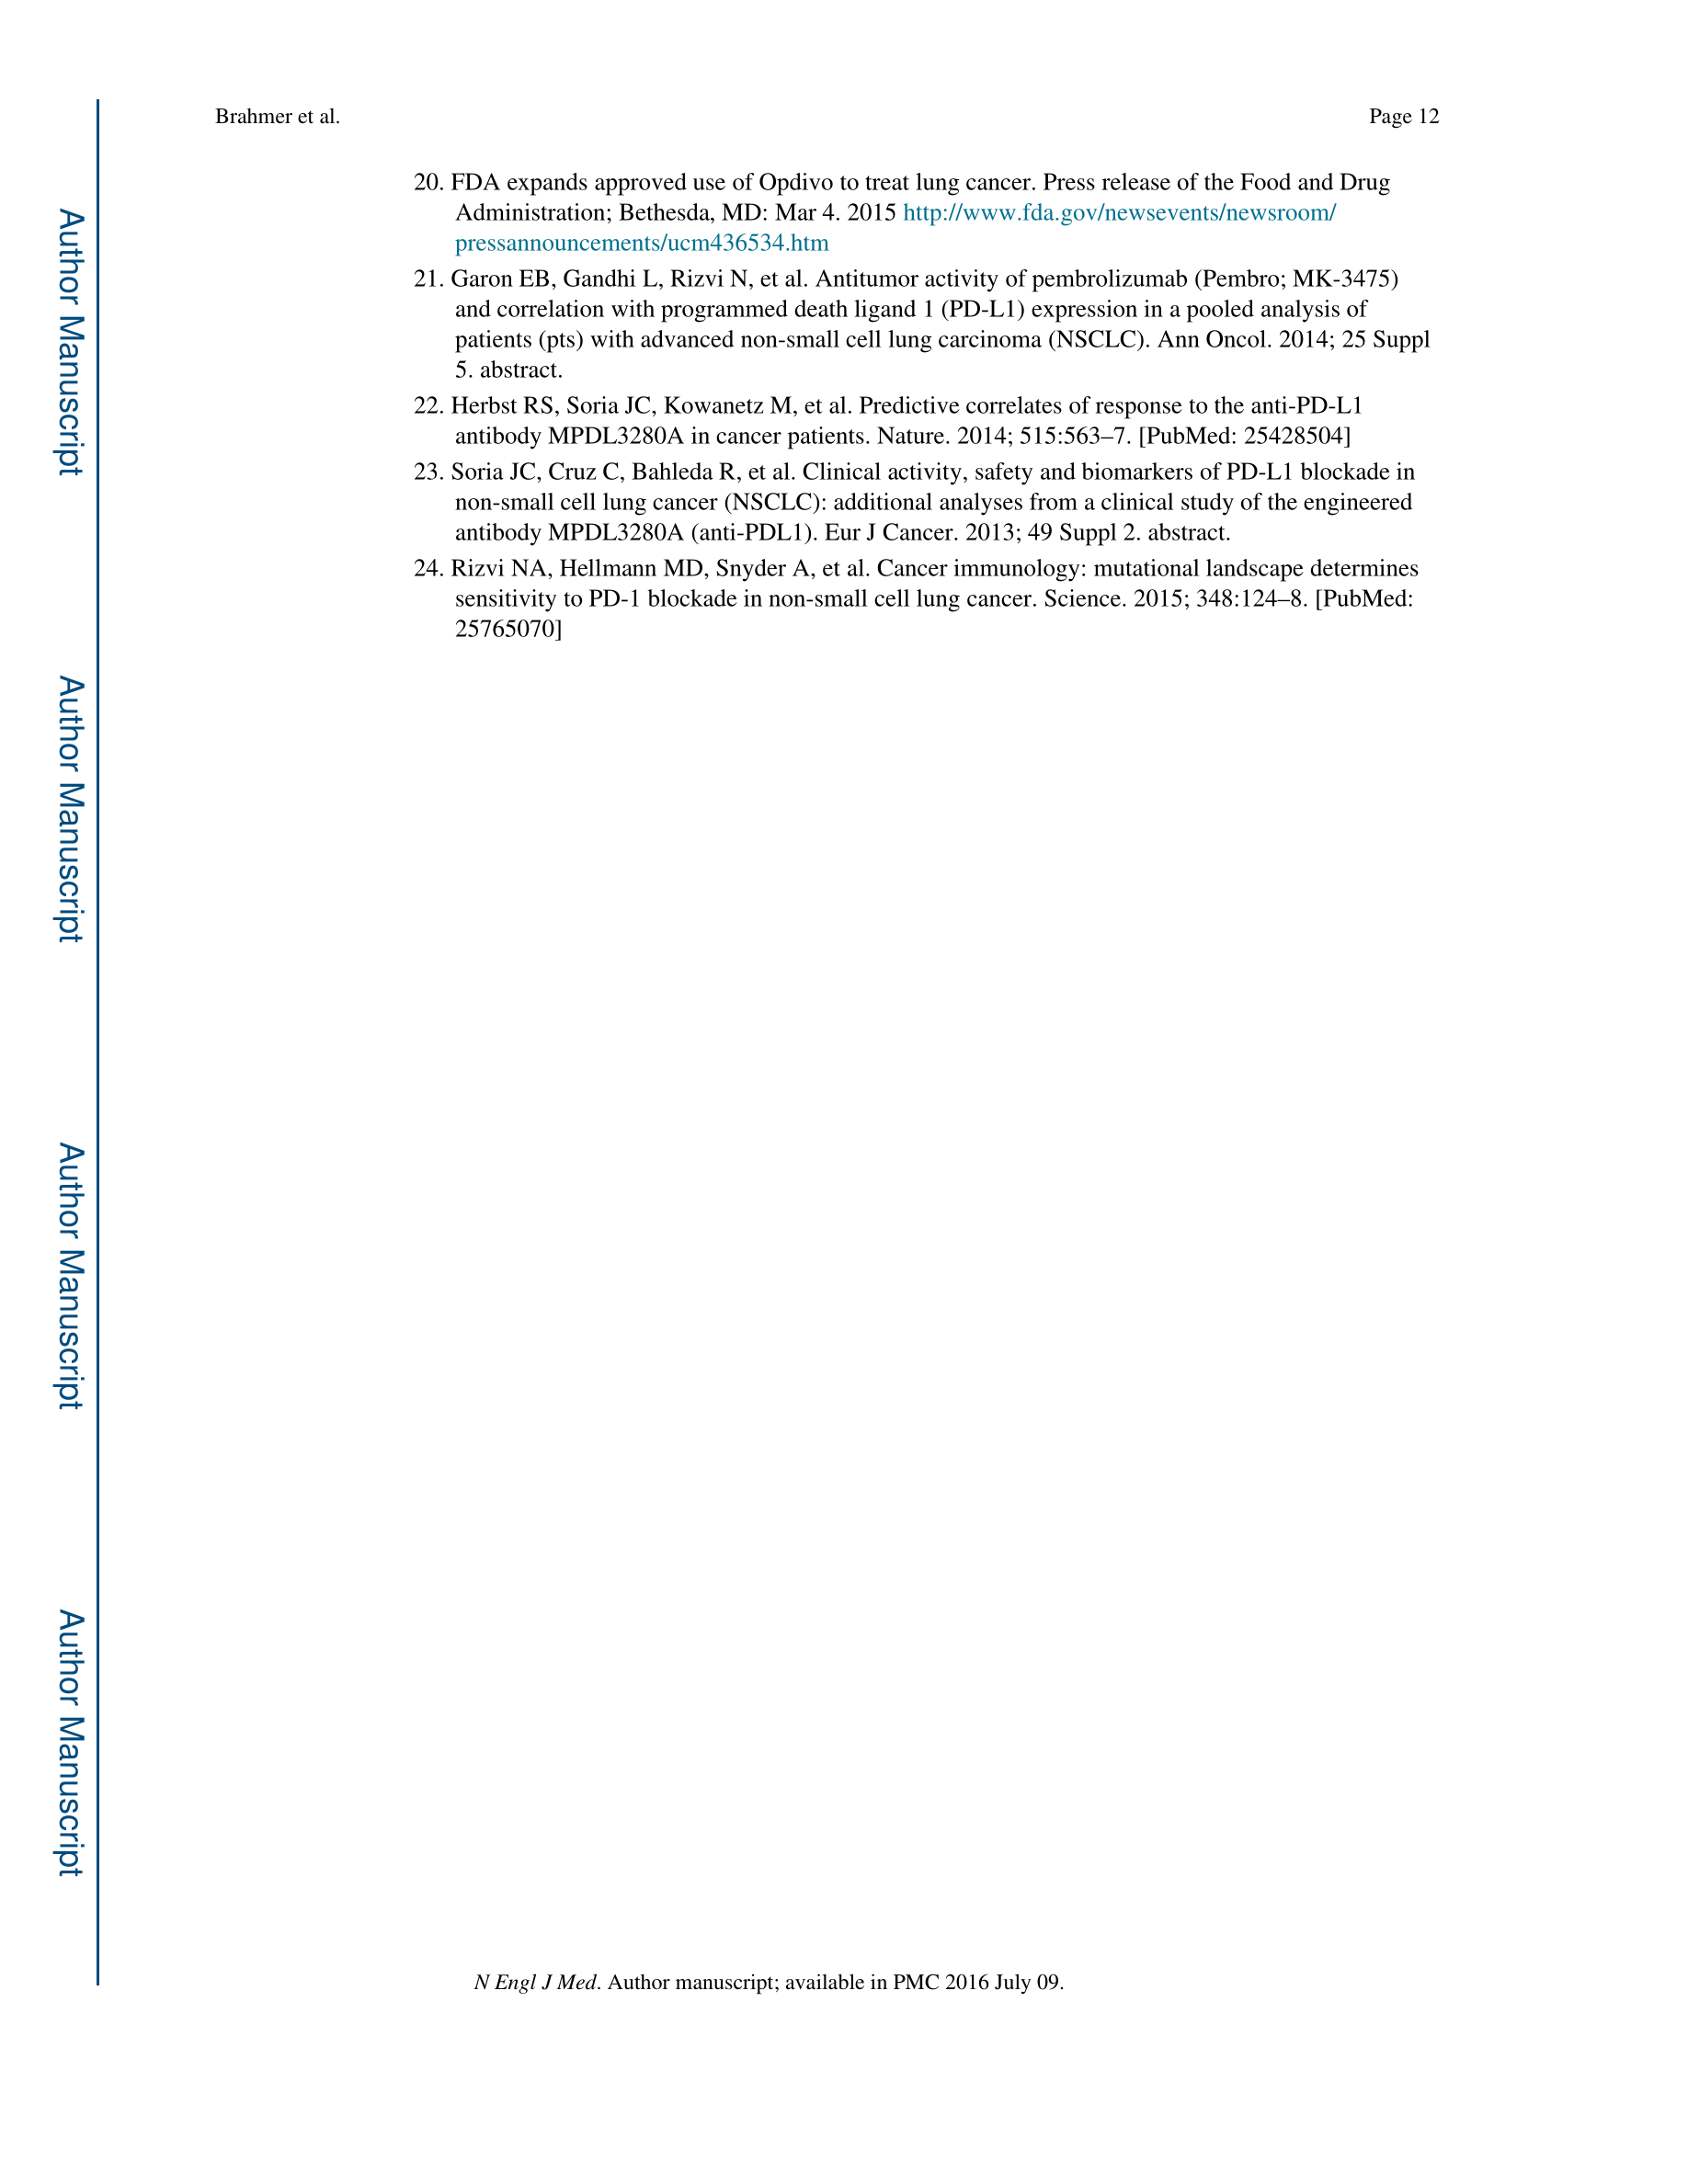 Brahmer et al.
Page 12
20. FDA expands approved use of Opdivo to treat lung cancer. Press release of the Food and Drug
Administration; Bethesda, MD: Mar 4. 2015 http://www.fda.gov/newsevents/newsroom/
pressannouncements/ucm436534.htm
21. Garon EB, Gandhi L, Rizvi N, et al. Antitumor activity of pembrolizumab (Pembro; MK-3475)
and correlation with programmed death ligand 1 (PD-L1) expression in a pooled analysis of
patients (pts) with advanced non-small cell lung carcinoma (NSCLC). Ann Oncol. 2014; 25 Suppl
5. abstract.
22. Herbst RS, Soria JC, Kowanetz M, et al. Predictive correlates of response to the anti-PD-L1
antibody MPDL3280A in cancer patients. Nature. 2014; 515:563–7. [PubMed: 25428504]
23. Soria JC, Cruz C, Bahleda R, et al. Clinical activity, safety and biomarkers of PD-L1 blockade in
non-small cell lung cancer (NSCLC): additional analyses from a clinical study of the engineered
antibody MPDL3280A (anti-PDL1). Eur J Cancer. 2013; 49 Suppl 2. abstract.
24. Rizvi NA, Hellmann MD, Snyder A, et al. Cancer immunology: mutational landscape determines
sensitivity to PD-1 blockade in non-small cell lung cancer. Science. 2015; 348:124–8. [PubMed:
25765070]
N Engl J Med. Author manuscript; available in PMC 2016 July 09.
Author Manuscript
Author Manuscript
Author Manuscript
Author Manuscript